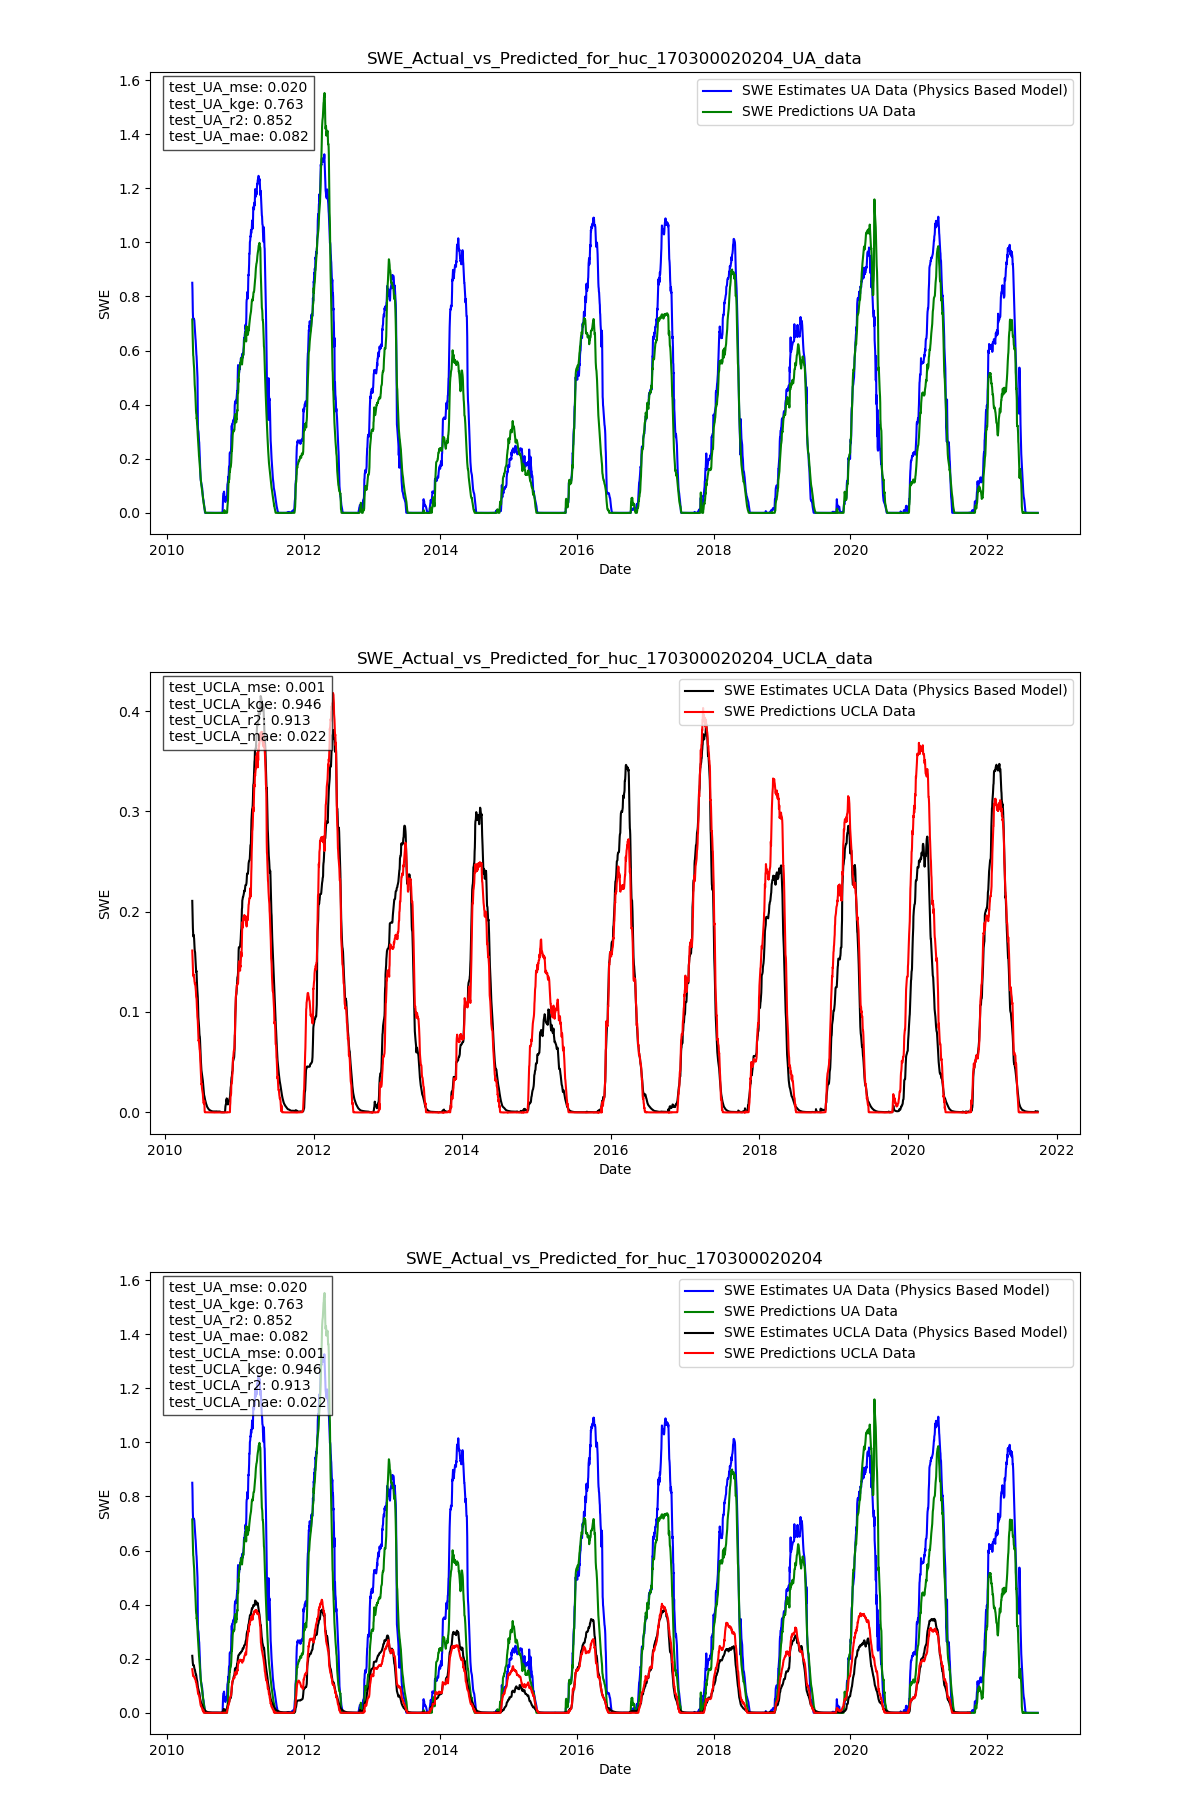 SWE_Actual_vs_Predicted_for_huc_170300020204_UA_data
test_UA_mse: 0.020
test_UA_kge: 0.763
test_UA_r2: 0.852
test_UA_mae: 0.082
SWE Estimates UA Data (Physics Based Model)
SWE Predictions UA Data
1.6
1.4
1.2
1.0
0.8
0.6
0.4
0.2
0.0
SWE
2010 2012 2014 2016 2018 2020 2022
Date
SWE_Actual_vs_Predicted_for_huc_170300020204_UCLA_data
test_UCLA_mse: 0.001
test_UCLA_kge: 0.946
test_UCLA_r2: 0.913
test_UCLA_mae: 0.022
SWE Estimates UCLA Data (Physics Based Model)
SWE Predictions UCLA Data
0.4
0.3
0.2
0.1
0.0
SWE
2010 2012 2014 2016 2018 2020 2022
Date
SWE_Actual_vs_Predicted_for_huc_170300020204
test_UA_mse: 0.020
test_UA_kge: 0.763
test_UA_r2: 0.852
test_UA_mae: 0.082
test_UCLA_mse: 0.001
test_UCLA_kge: 0.946
test_UCLA_r2: 0.913
test_UCLA_mae: 0.022
SWE Estimates UA Data (Physics Based Model)
SWE Predictions UA Data
SWE Estimates UCLA Data (Physics Based Model)
SWE Predictions UCLA Data
1.6
1.4
1.2
1.0
0.8
0.6
0.4
0.2
0.0
SWE
2010 2012 2014 2016 2018 2020 2022
Date